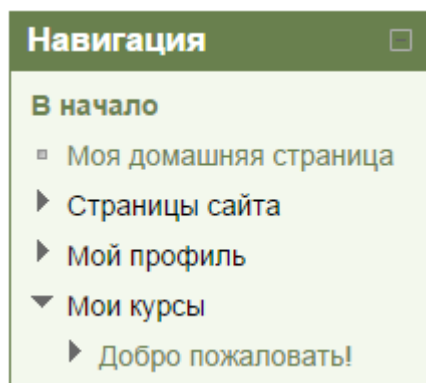 Навигация
В начало
Моя домашняя страница
Страницы сайта
Мой профиль
Мои курсы
Добро пожаловать!